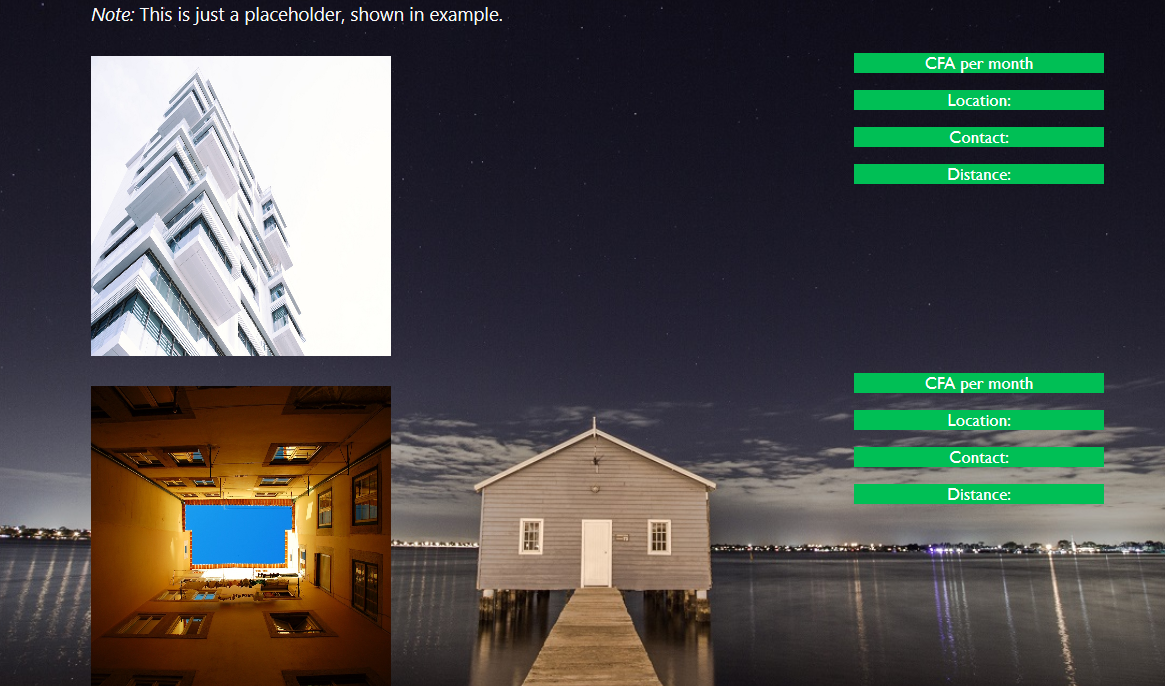 Note: This is just a placeholder, shown in example.
CFA per month
Location:
Contact:
Distance:
CFA per month
Location:
Contact:
Distance: